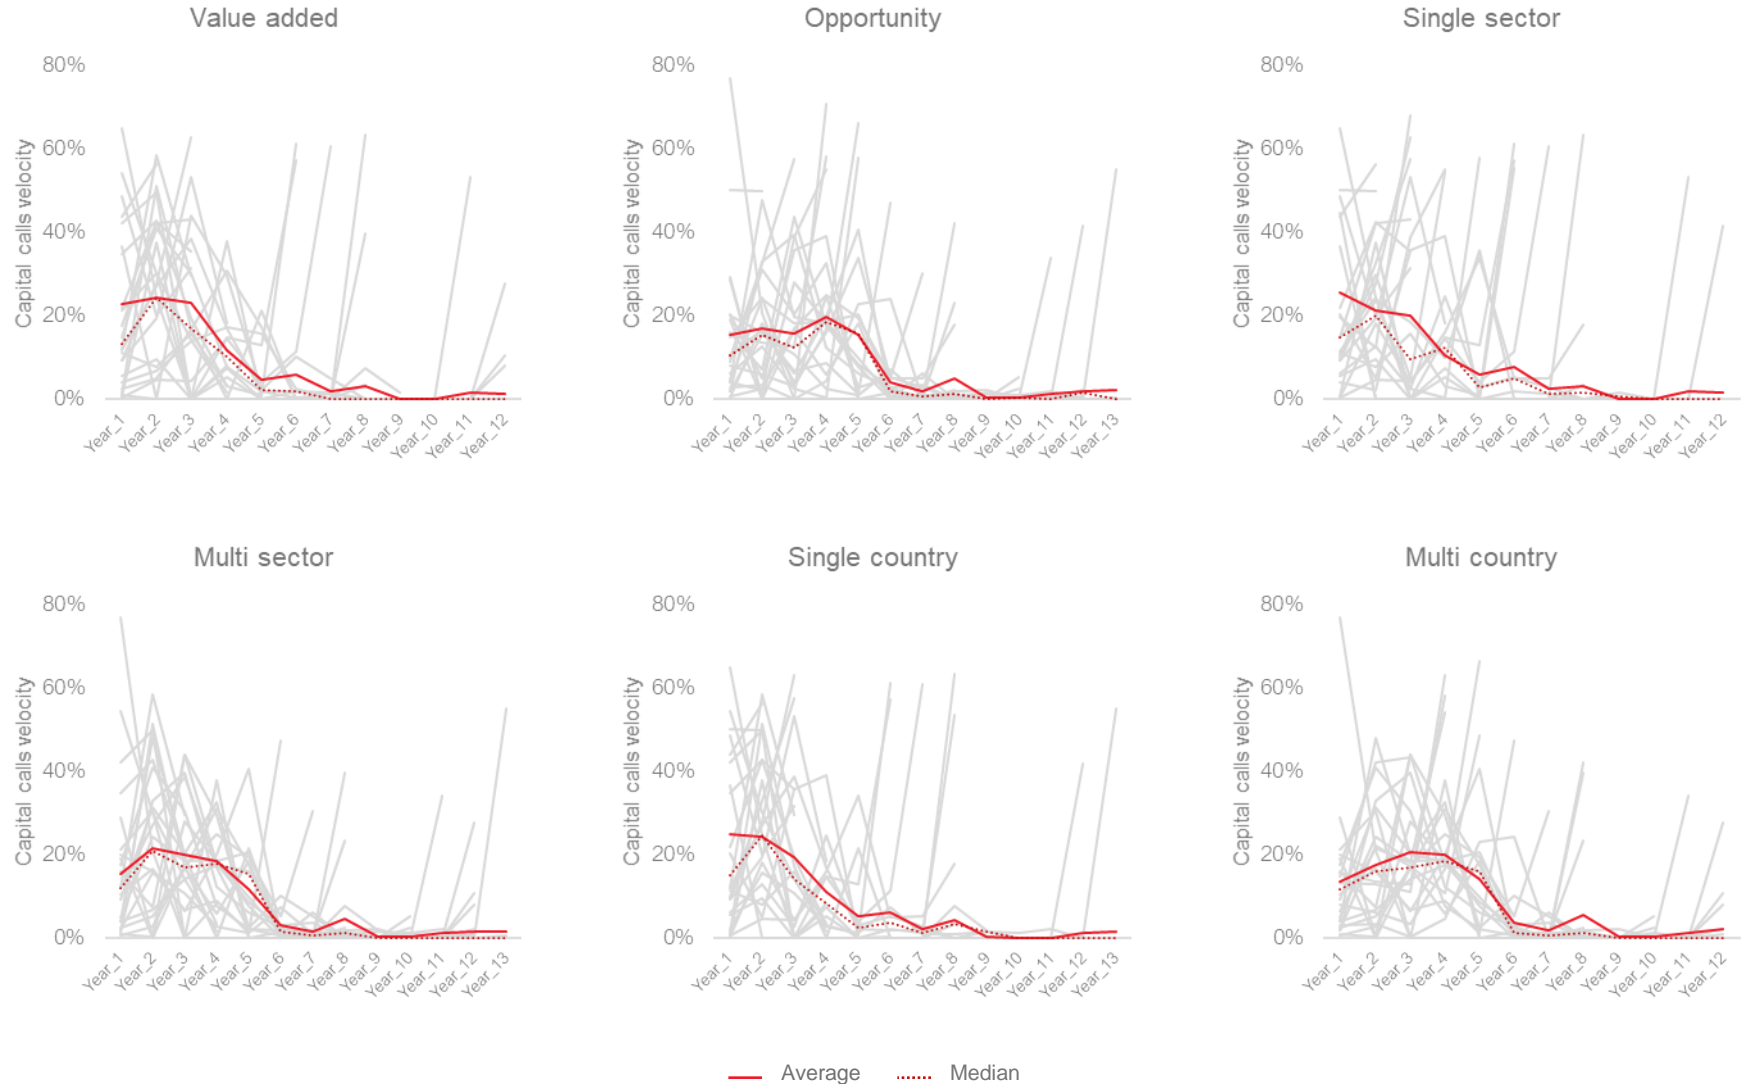 Value added
Opportunity
Single sector
80%
60%
40%
20%
0%
Capital calls velocity
Year_1
Year_2
Year_3
Year_4
Year_5
Year_6
Year_7
Year_8
Year_9
Year_10
Year_11
Year_12
80%
60%
40%
20%
0%
Capital calls velocity
Year_1
Year_2
Year_3
Year_4
Year_5
Year_6
Year_7
Year_8
Year_9
Year_10
Year_11
Year_12
Year_13
80%
60%
40%
20%
0%
Capital calls velocity
Year_1
Year_2
Year_3
Year_4
Year_5
Year_6
Year_7
Year_8
Year_9
Year_10
Year_11
Year_12
Multi sector
Single country
Multi country
80%
60%
40%
20%
0%
Capital calls velocity
Year_1
Year_2
Year_3
Year_4
Year_5
Year_6
Year_7
Year_8
Year_9
Year_10
Year_11
Year_12
Year_13
80%
60%
40%
20%
0%
Capital calls velocity
Year_1
Year_2
Year_3
Year_4
Year_5
Year_6
Year_7
Year_8
Year_9
Year_10
Year_11
Year_12
Year_13
80%
60%
40%
20%
0%
Capital calls velocity
Year_1
Year_2
Year_3
Year_4
Year_5
Year_6
Year_7
Year_8
Year_9
Year_10
Year_11
Year_12
Average
Median